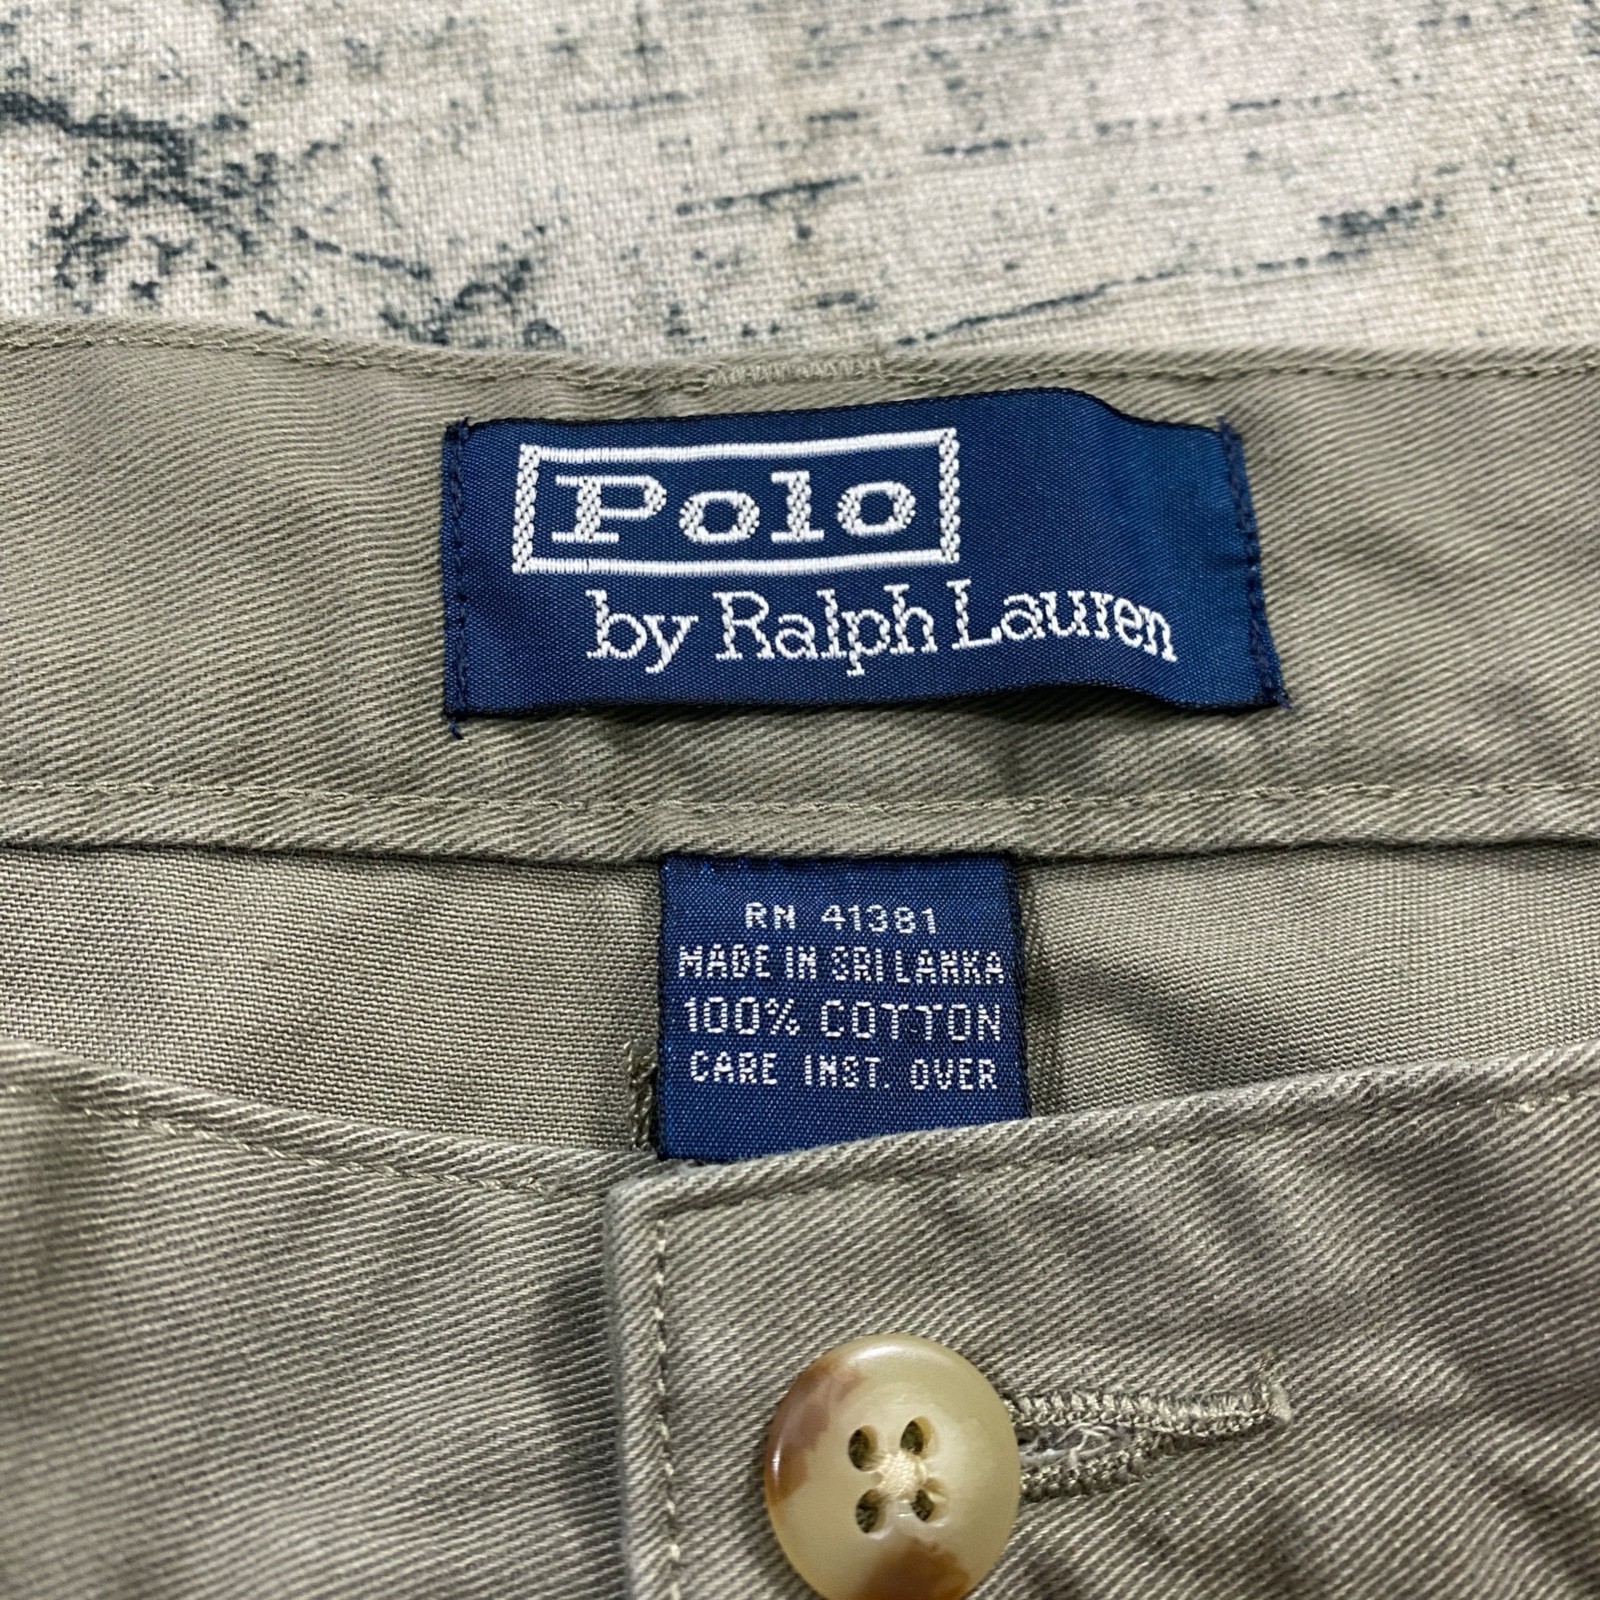 Polo
by Ralph Lauren
RN 41381
MADE IN SRI LANKA
100% COTTON
CARE INST. OVER